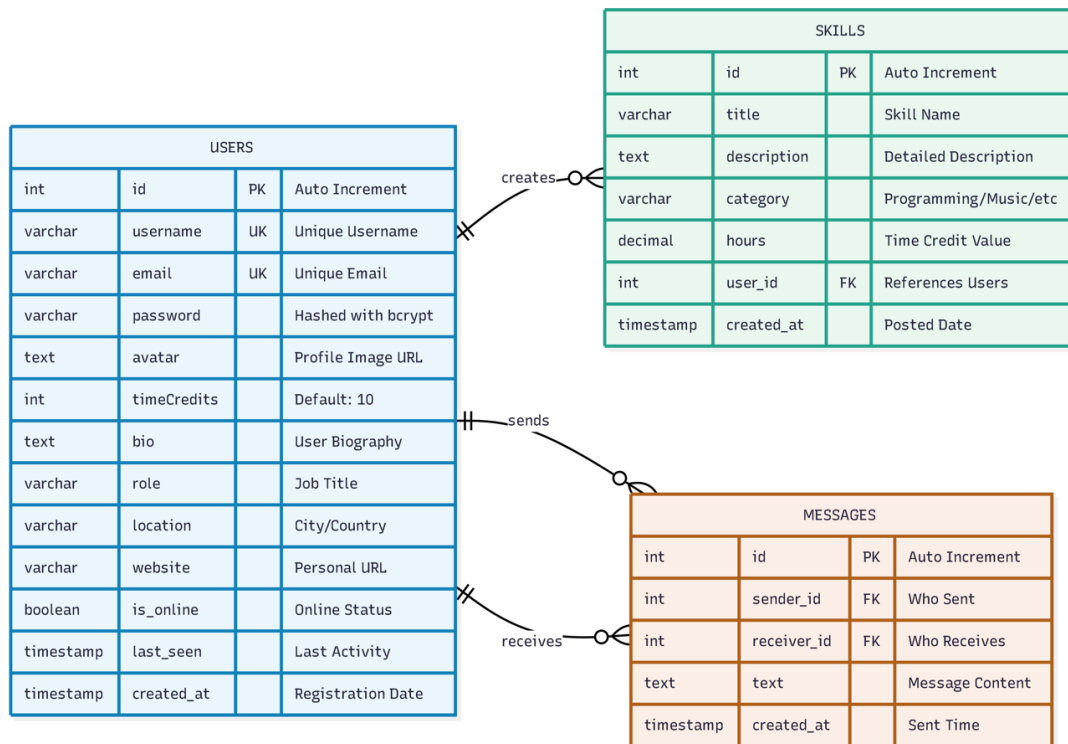 USERS
int id PK Auto Increment
varchar username UK Unique Username
varchar email UK Unique Email
varchar password Hashed with bcrypt
text avatar Profile Image URL
int timeCredits Default: 10
text bio User Biography
varchar role Job Title
varchar location City/Country
varchar website Personal URL
boolean is_online Online Status
timestamp last_seen Last Activity
timestamp created_at Registration Date
creates
sends
receives
SKILLS
int id PK Auto Increment
varchar title Skill Name
text description Detailed Description
varchar category Programming/Music/etc
decimal hours Time Credit Value
int user_id FK References Users
timestamp created_at Posted Date
MESSAGES
int id PK Auto Increment
int sender_id FK Who Sent
int receiver_id FK Who Receives
text text Message Content
timestamp created_at Sent Time